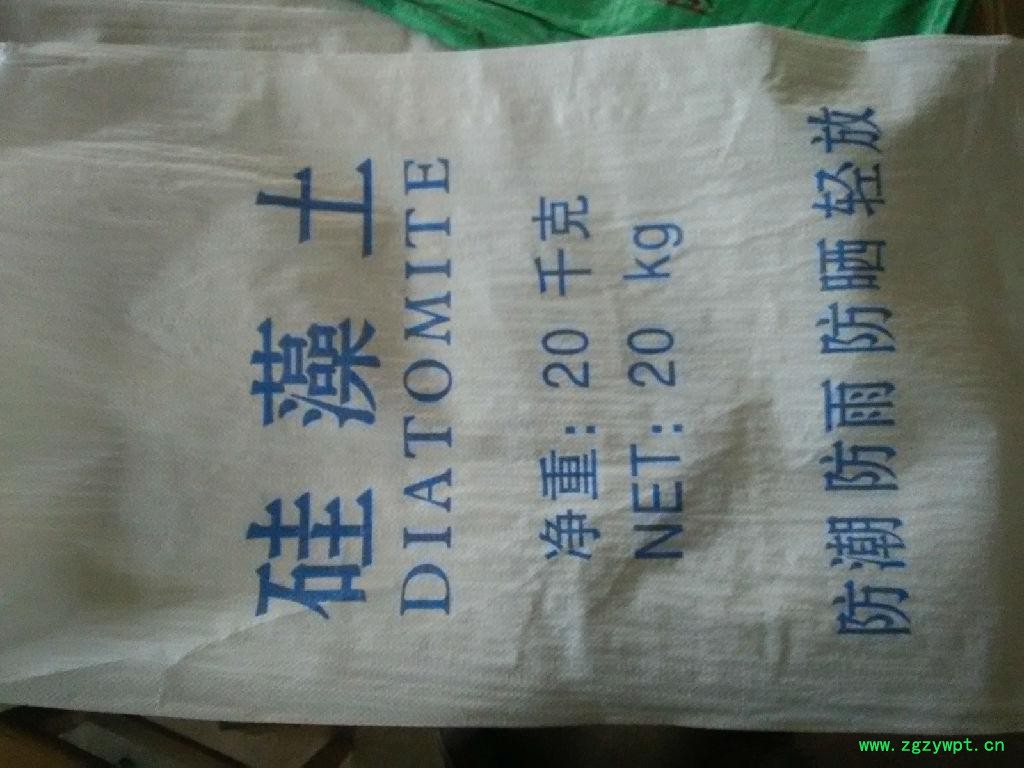 硅藻土
DIATOMITE
净重：20 千克
NET: 20 kg
防潮 防雨 防晒 轻放
www.zgzywpt.cn